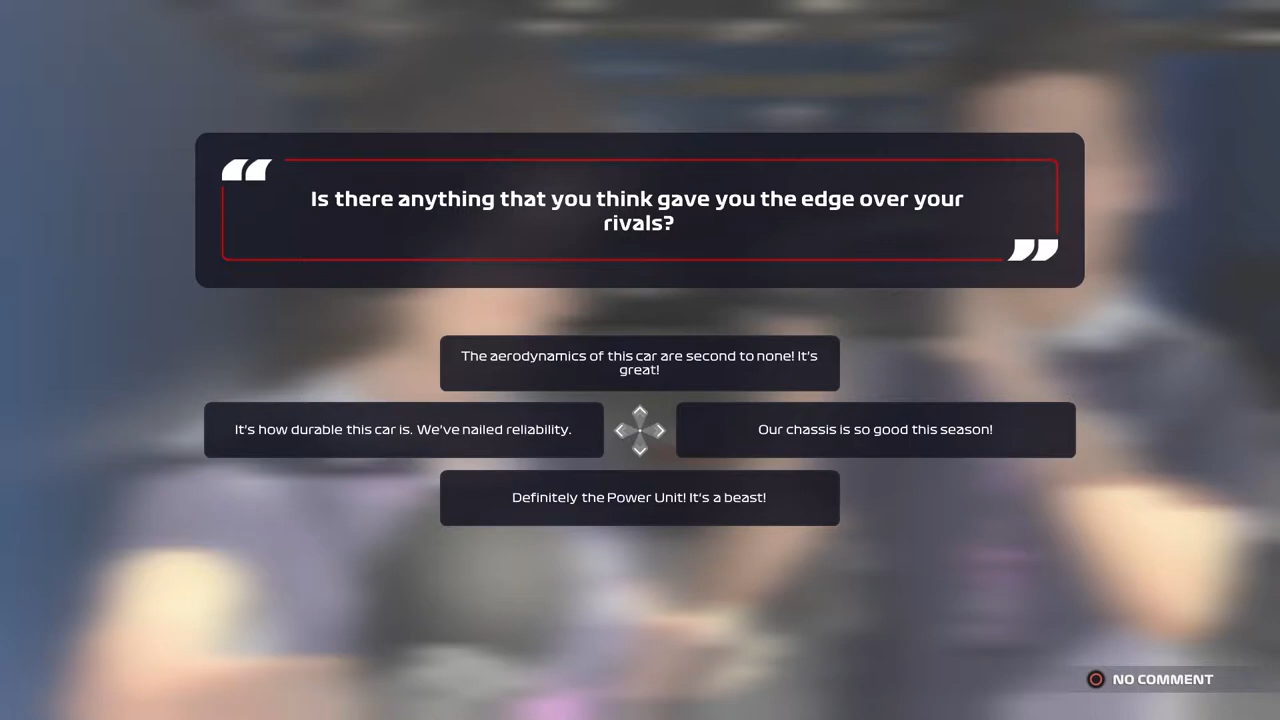 Is there anything that you think gave you the edge over your
rivals?
The aerodynamics of this car are second to none! It's
great!
It's how durable this car is. We've nailed reliability.
Our chassis is so good this season!
Definitely the Power Unit! It's a beast!
NO COMMENT